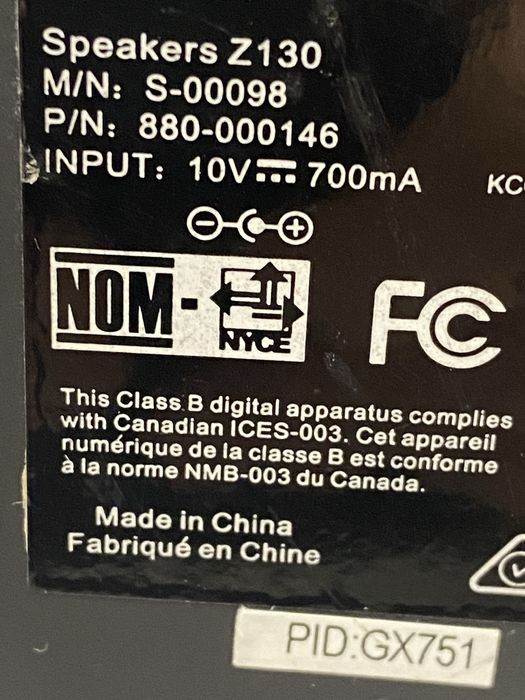 Speakers Z130
M/N: S-00098
P/N: 880-000146
INPUT: 10V 700mA
KC
NOM-NYCE
FC
This Class B digital apparatus complies
with Canadian ICES-003. Cet appareil
numérique de la classe B est conforme
à la norme NMB-003 du Canada.
Made in China
Fabriqué en Chine
PID:GX751